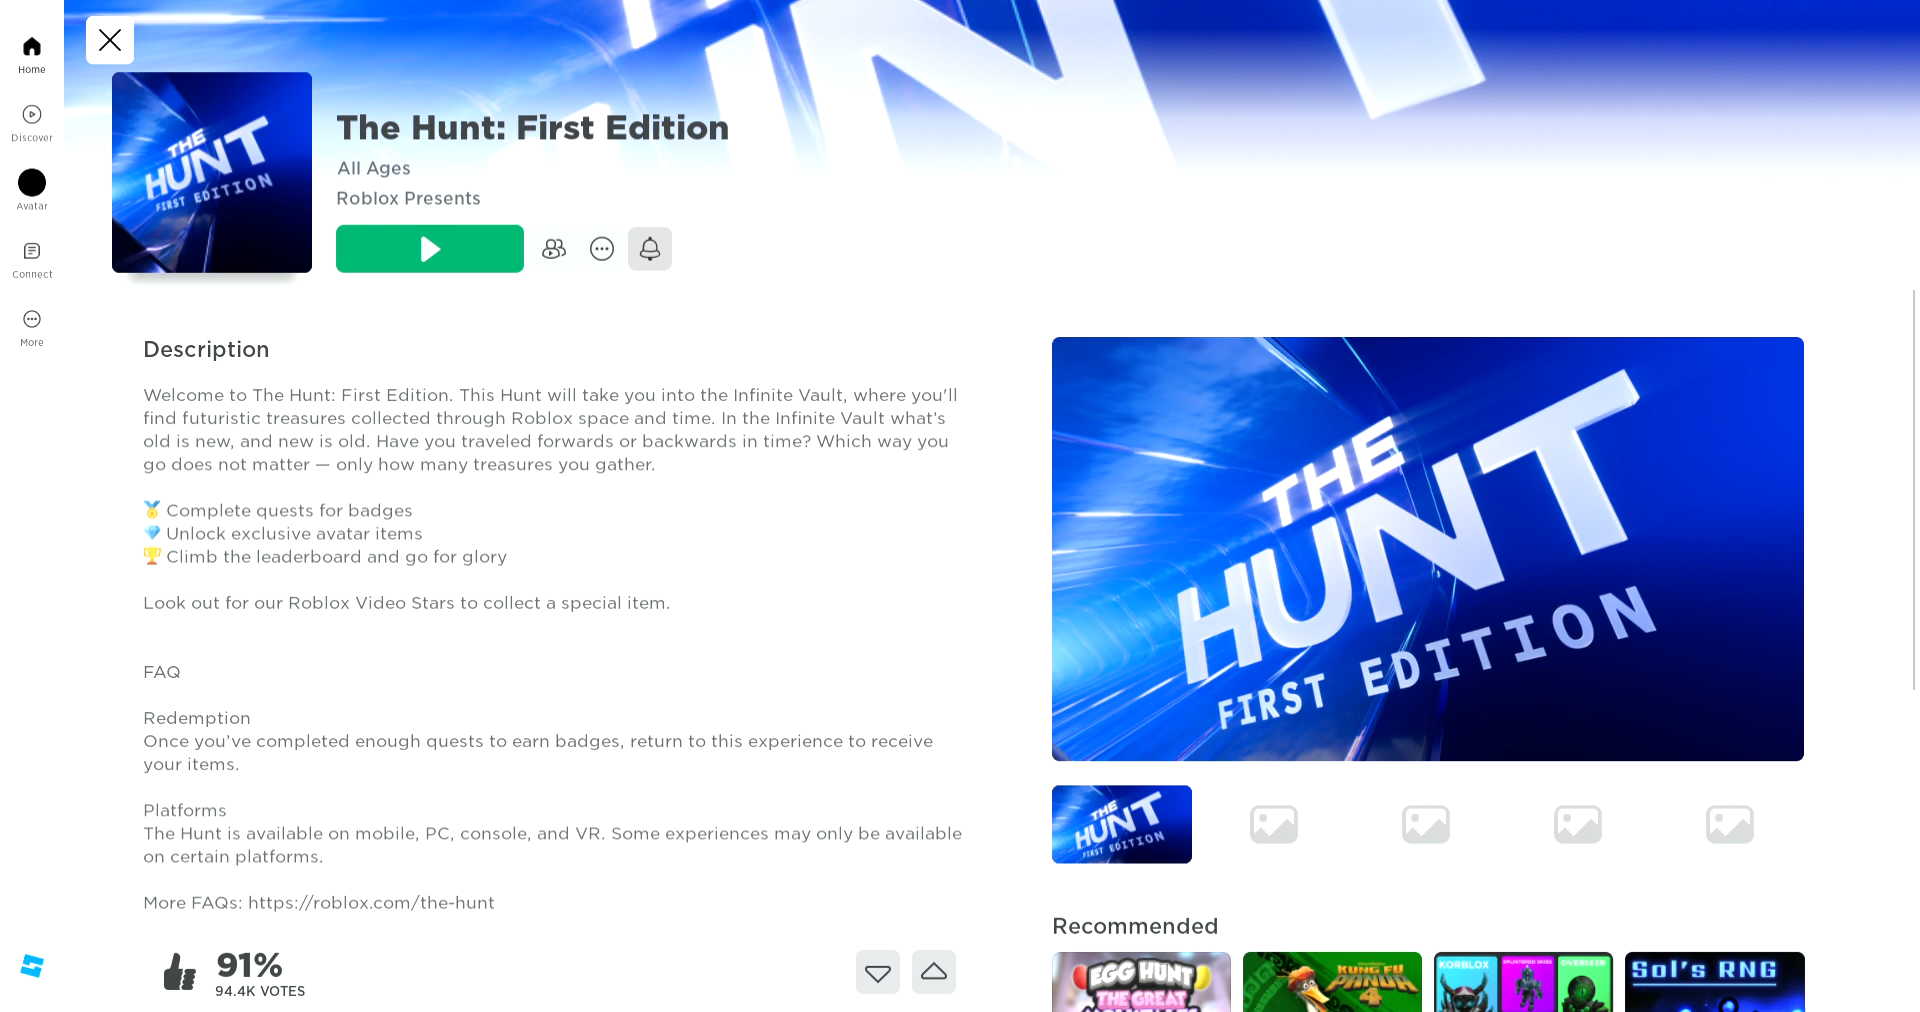 Home
Discover
Avatar
Connect
More
THE
HUNT
FIRST EDITION
The Hunt: First Edition
All Ages
Roblox Presents
Description
Welcome to The Hunt: First Edition. This Hunt will take you into the Infinite Vault, where you'll
find futuristic treasures collected through Roblox space and time. In the Infinite Vault what's
old is new, and new is old. Have you traveled forwards or backwards in time? Which way you
go does not matter — only how many treasures you gather.
🏅 Complete quests for badges
💎 Unlock exclusive avatar items
🏆 Climb the leaderboard and go for glory
Look out for our Roblox Video Stars to collect a special item.
FAQ
Redemption
Once you've completed enough quests to earn badges, return to this experience to receive
your items.
Platforms
The Hunt is available on mobile, PC, console, and VR. Some experiences may only be available
on certain platforms.
More FAQs: https://roblox.com/the-hunt
91%
94.4K VOTES
THE
HUNT
FIRST EDITION
THE
HUNT
FIRST EDITION
Recommended
EGG HUNT
THE GREAT
KUNG FU
PANDA
4
KORBLOX
SPLINTERED SKIES
OVERSEER
Sol's RNG